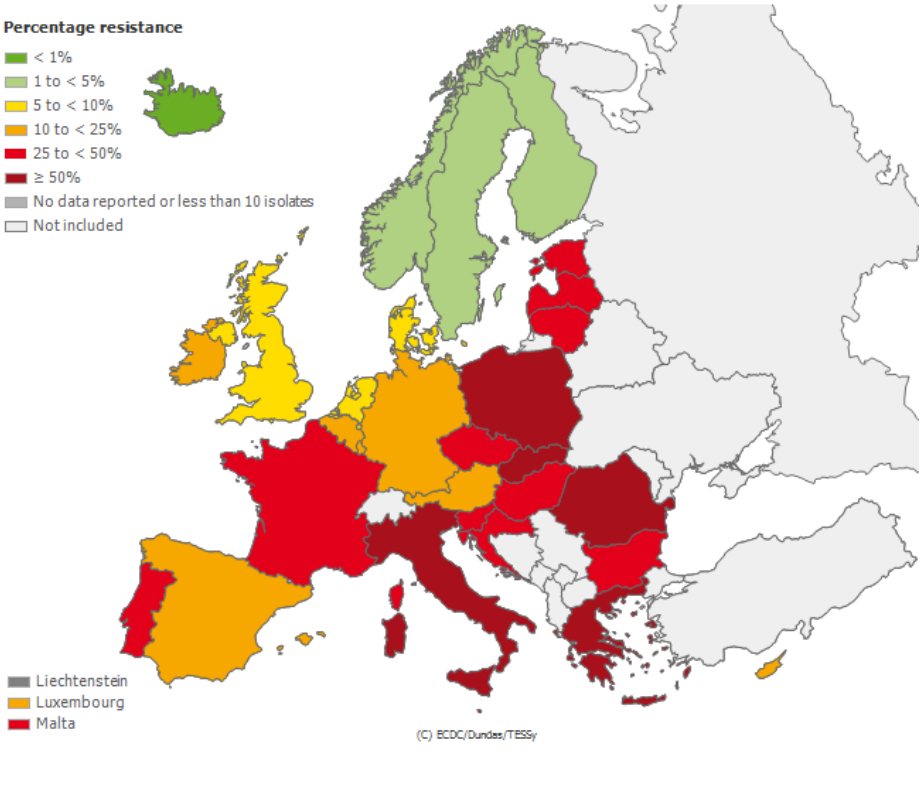 Percentage resistance
< 1%
1 to < 5%
5 to < 10%
10 to < 25%
25 to < 50%
≥ 50%
No data reported or less than 10 isolates
Not included
Liechtenstein
Luxembourg
Malta
(C) ECDC/Dundas/TESSy